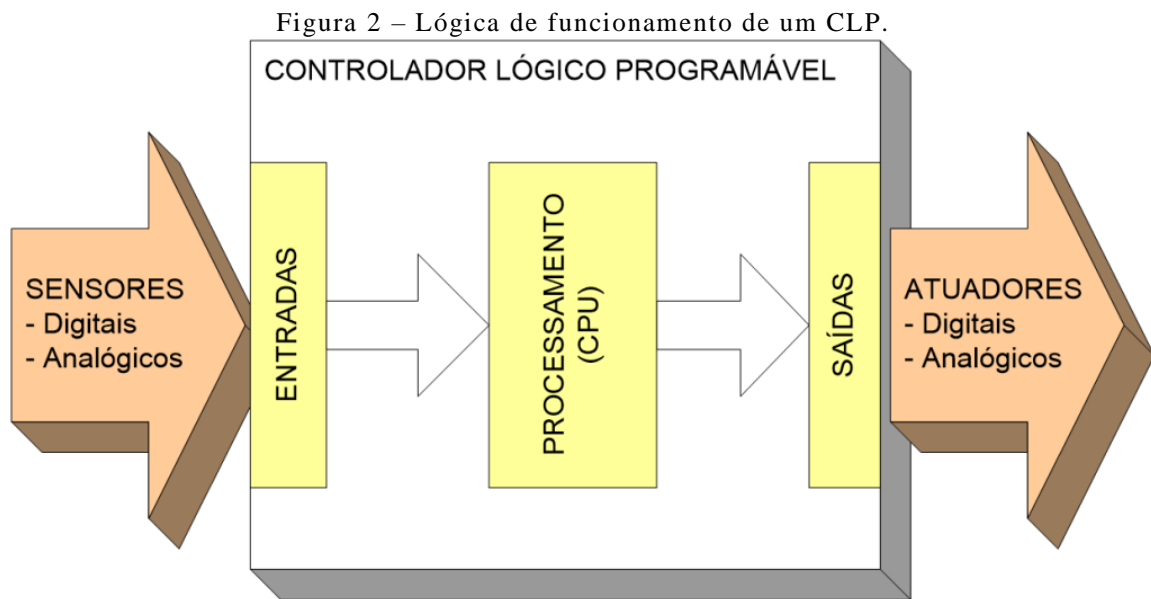 Figura 2 – Lógica de funcionamento de um CLP.
CONTROLADOR LÓGICO PROGRAMÁVEL
SENSORES
- Digitais
- Analógicos
ENTRADAS
PROCESSAMENTO
(CPU)
SAÍDAS
ATUADORES
- Digitais
- Analógicos